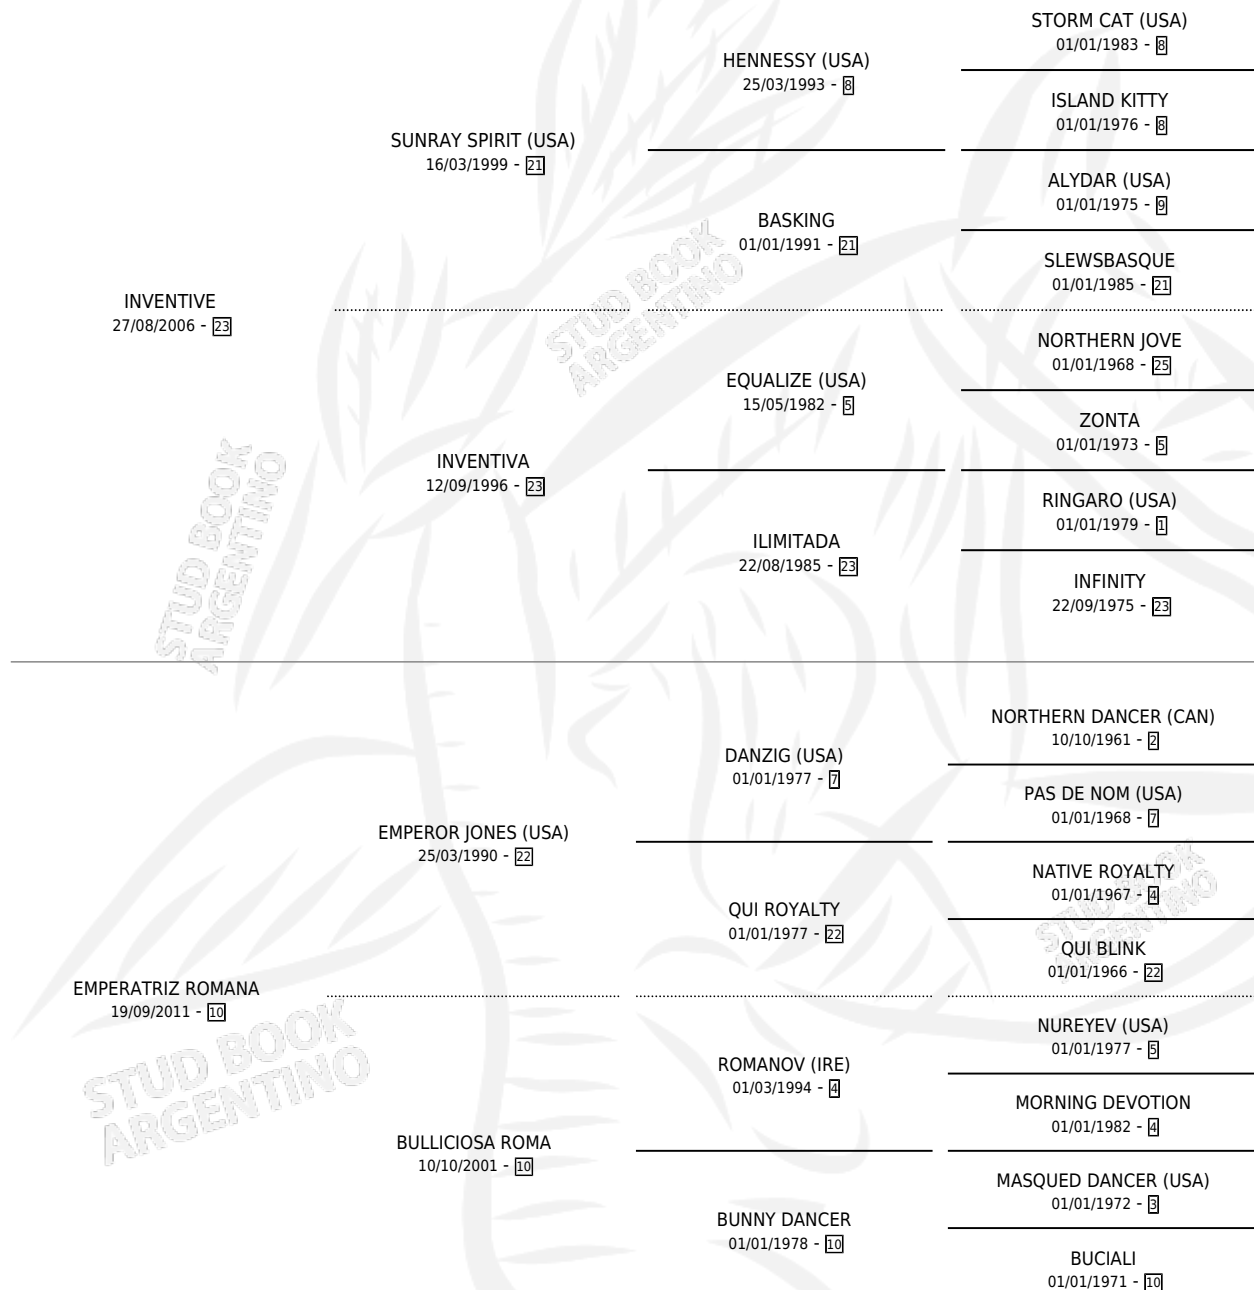 STORM CAT (USA)
01/01/1983 - 8
HENNESSY (USA)
25/03/1993 - 8
ISLAND KITTY
01/01/1976 - 8
SUNRAY SPIRIT (USA)
16/03/1999 - 21
ALYDAR (USA)
01/01/1975 - 9
BASKING
01/01/1991 - 21
SLEWSBASQUE
01/01/1985 - 21
INVENTIVE
27/08/2006 - 23
NORTHERN JOVE
01/01/1968 - 25
EQUALIZE (USA)
15/05/1982 - 5
ZONTA
01/01/1973 - 5
INVENTIVA
12/09/1996 - 23
RINGARO (USA)
01/01/1979 - 1
ILIMITADA
22/08/1985 - 23
INFINITY
22/09/1975 - 23
NORTHERN DANCER (CAN)
10/10/1961 - 2
DANZIG (USA)
01/01/1977 - 7
PAS DE NOM (USA)
01/01/1968 - 7
EMPEROR JONES (USA)
25/03/1990 - 22
NATIVE ROYALTY
01/01/1967 - 4
QUI ROYALTY
01/01/1977 - 22
QUI BLINK
01/01/1966 - 22
EMPERATRIZ ROMANA
19/09/2011 - 10
NUREYEV (USA)
01/01/1977 - 5
ROMANOV (IRE)
01/03/1994 - 4
MORNING DEVOTION
01/01/1982 - 4
BULLICIOSA ROMA
10/10/2001 - 10
MASQUED DANCER (USA)
01/01/1972 - 3
BUNNY DANCER
01/01/1978 - 10
BUCIALI
01/01/1971 - 10
STUD BOOK
ARGENTINO
STUD BOOK
ARGENTINO
STUD BOOK
ARGENTINO
STUD BOOK
ARGENTINO